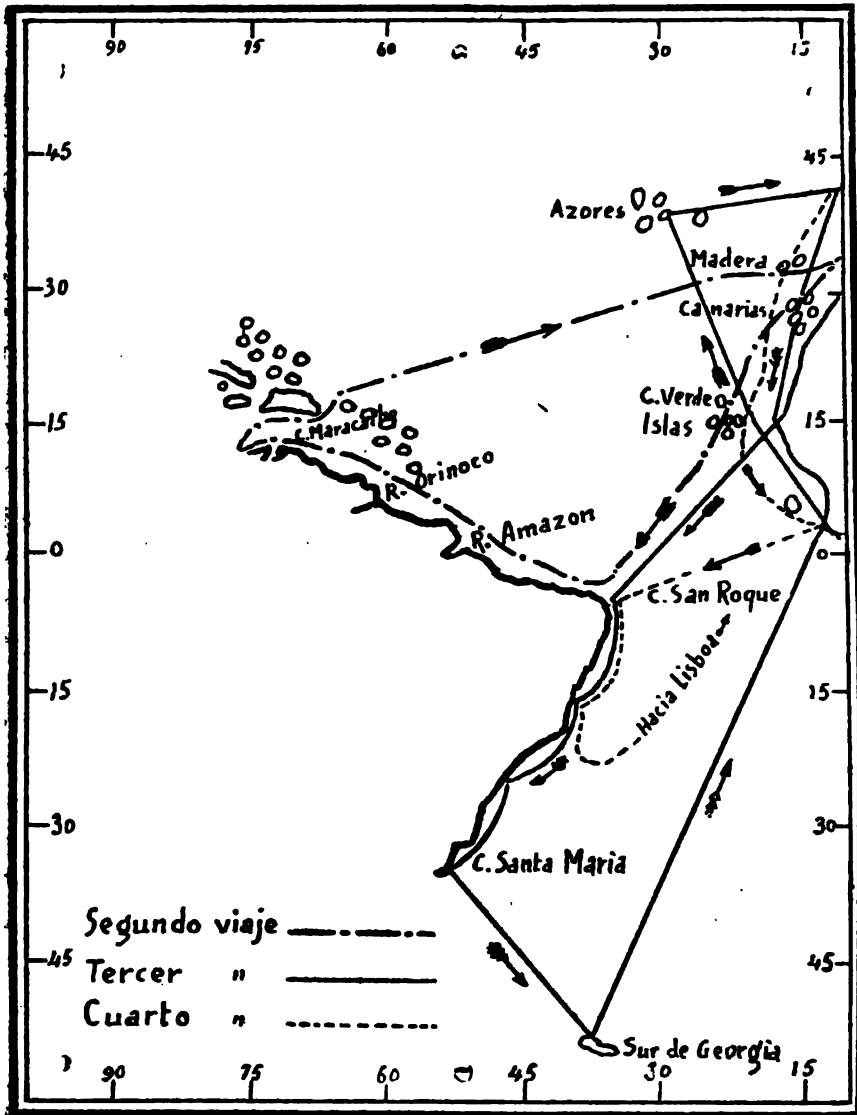 90 75 60 45 30 15
45 45
Azores
Madera
30
Canarias
C. Verde
15 15
Islas
C. Maracaibo
R. Orinoco
R. Amazon
0 0
C. San Roque
15 15
Hacia Lisboa
30 30
C. Santa Maria
Segundo viaje
45 45
Tercer "
Cuarto "
Sur de Georgia
90 75 60 45 30 15